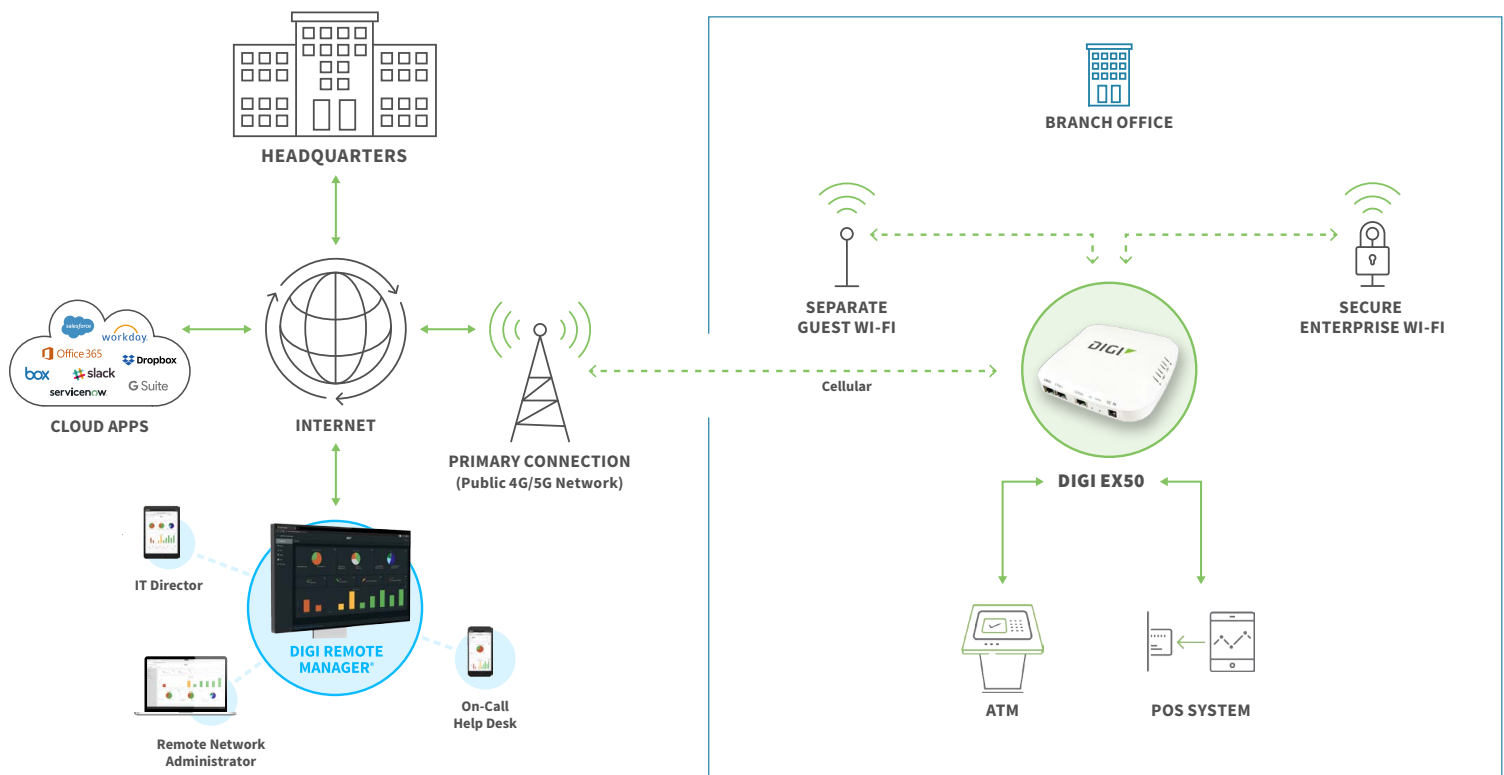 HEADQUARTERS
BRANCH OFFICE
SEPARATE
GUEST WI-FI
SECURE
ENTERPRISE WI-FI
salesforce
workday.
Office 365
Dropbox
box
slack
servicenow
G Suite
CLOUD APPS
INTERNET
PRIMARY CONNECTION
(Public 4G/5G Network)
Cellular
DIGI
DIGI EX50
IT Director
DIGI REMOTE
MANAGER®
On-Call
Help Desk
Remote Network
Administrator
ATM
POS SYSTEM